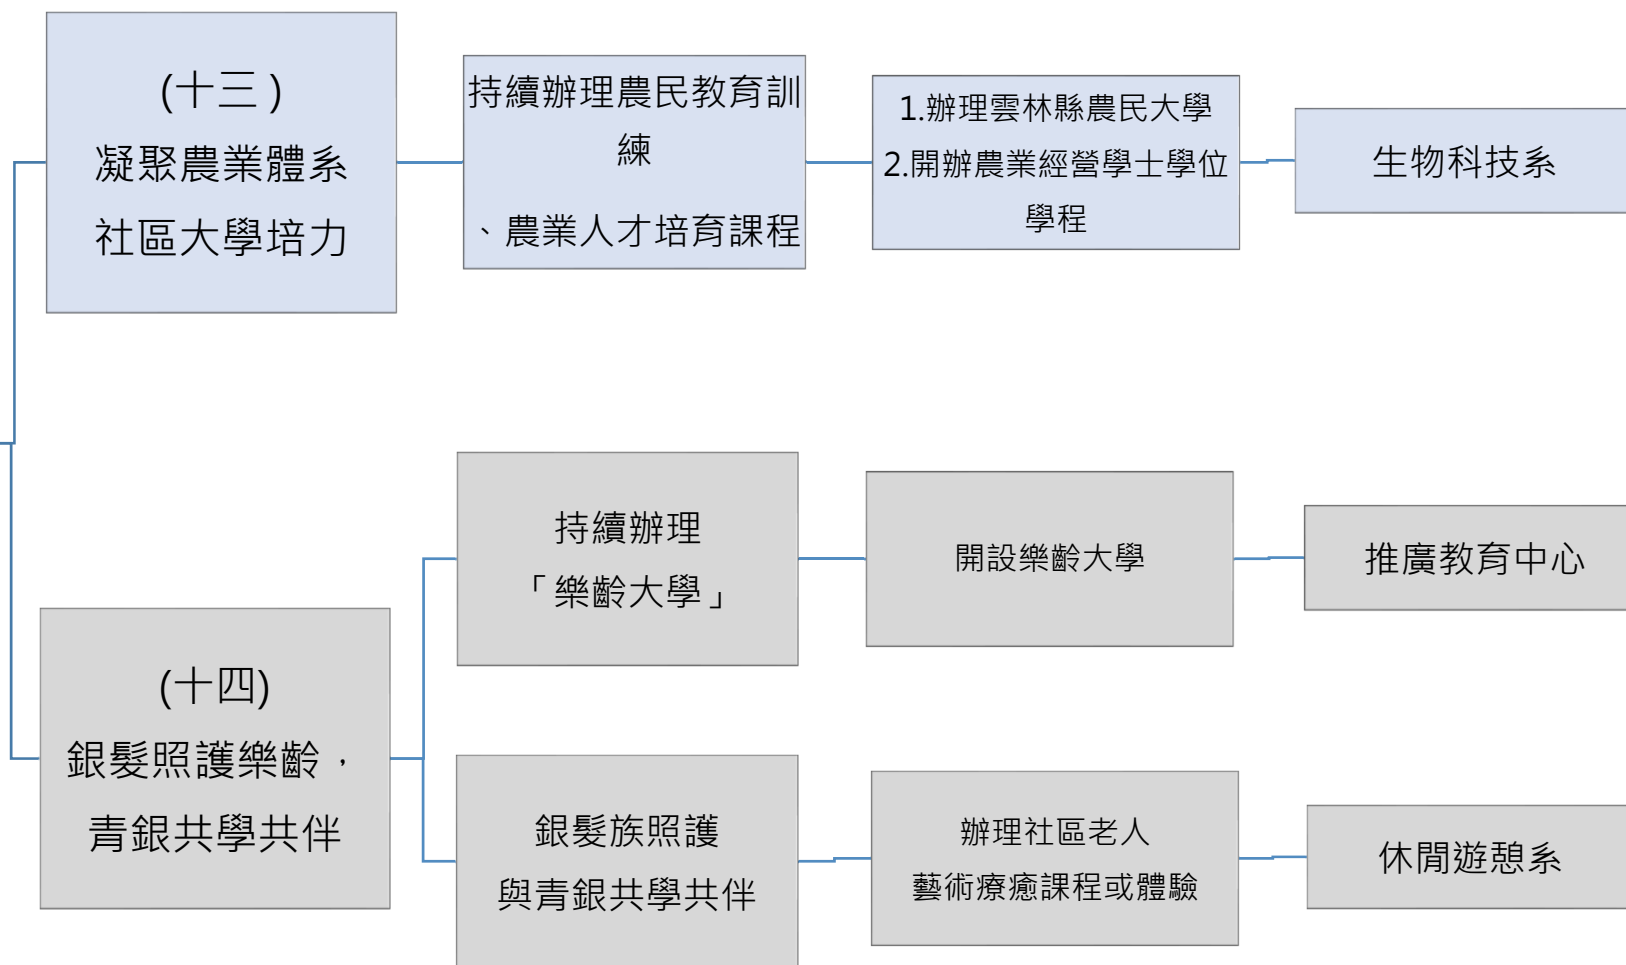 (十三)
凝聚農業體系
社區大學培力
持續辦理農民教育訓
練
、農業人才培育課程
1.辦理雲林縣農民大學
2.開辦農業經營學士學位
學程
生物科技系
(十四)
銀髮照護樂齡，
青銀共學共伴
持續辦理
「樂齡大學」
開設樂齡大學
推廣教育中心
銀髮族照護
與青銀共學共伴
辦理社區老人
藝術療癒課程或體驗
休閒遊憩系